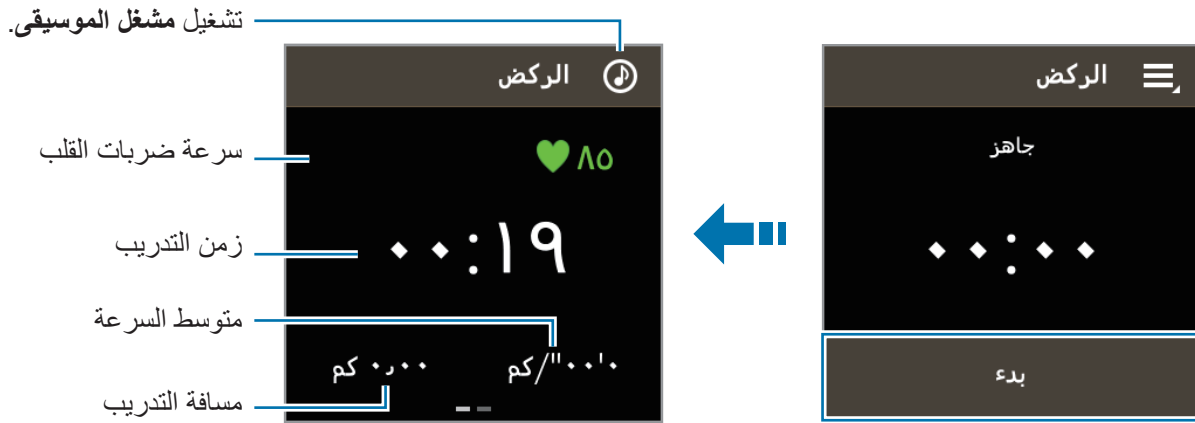 الركض
جاهز
٠٠:٠٠
بدء
تشغيل مشغل الموسيقى.
الركض
٨٥
سرعة ضربات القلب
٠٠:١٩
زمن التدريب
متوسط السرعة
٠'٠٠"/كم
٠٫٠٠ كم
مسافة التدريب